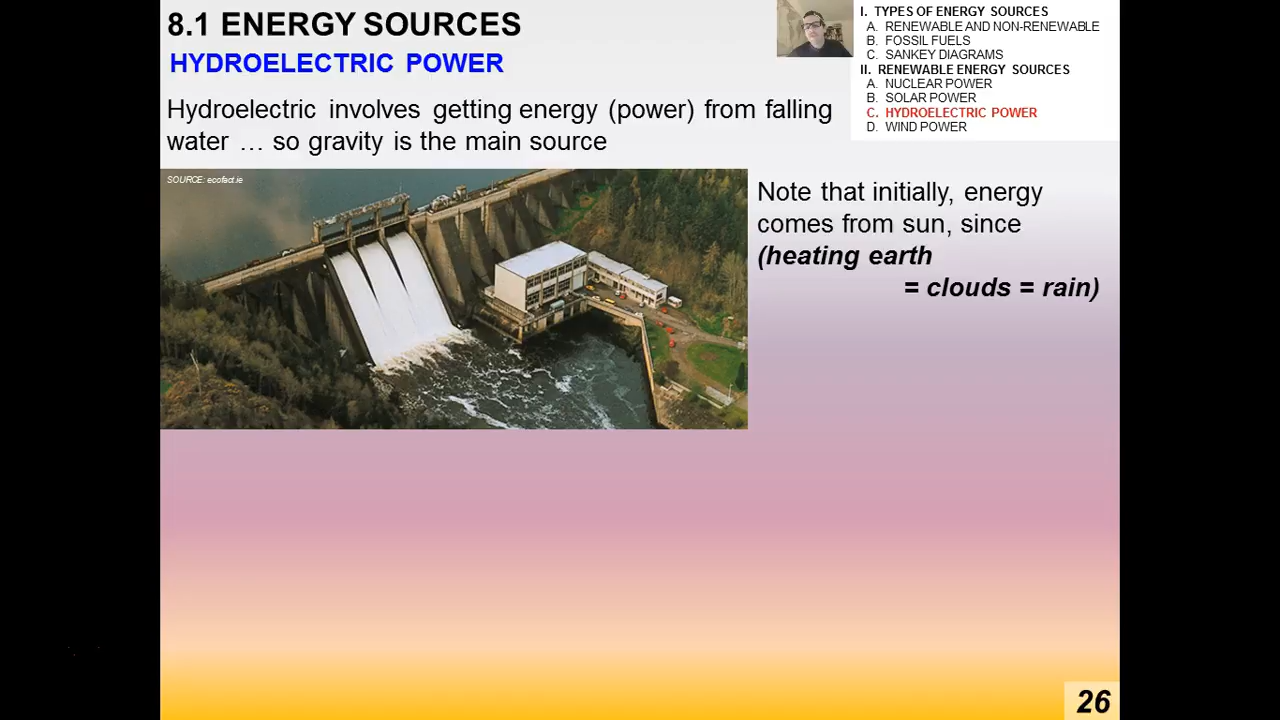 8.1 ENERGY SOURCES
HYDROELECTRIC POWER
I. TYPES OF ENERGY SOURCES
A. RENEWABLE AND NON-RENEWABLE
B. FOSSIL FUELS
C. SANKEY DIAGRAMS
II. RENEWABLE ENERGY SOURCES
A. NUCLEAR POWER
B. SOLAR POWER
C. HYDROELECTRIC POWER
D. WIND POWER
Hydroelectric involves getting energy (power) from falling
water … so gravity is the main source
SOURCE: ecofact.ie
Note that initially, energy
comes from sun, since
(heating earth
= clouds = rain)
26